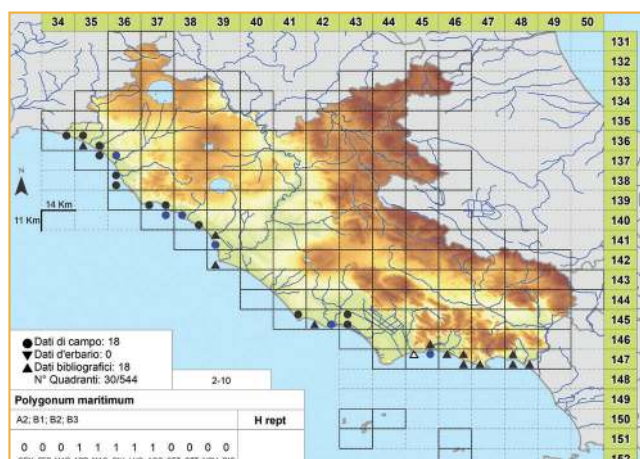 34 35 36 37 38 39 40 41 42 43 44 45 46 47 48 49 50
131
132
133
134
135
136
137
138
139
140
141
142
143
144
145
146
147
148
149
150
151
152
N
14 Km
11 Km
Dati di campo: 18
Dati d'erbario: 0
Dati bibliografici: 18
N° Quadranti: 30/544
2-10
Polygonum maritimum
A2; B1; B2; B3
H rept
0 0 0 0 1 1 1 1 1 0 0 0 0